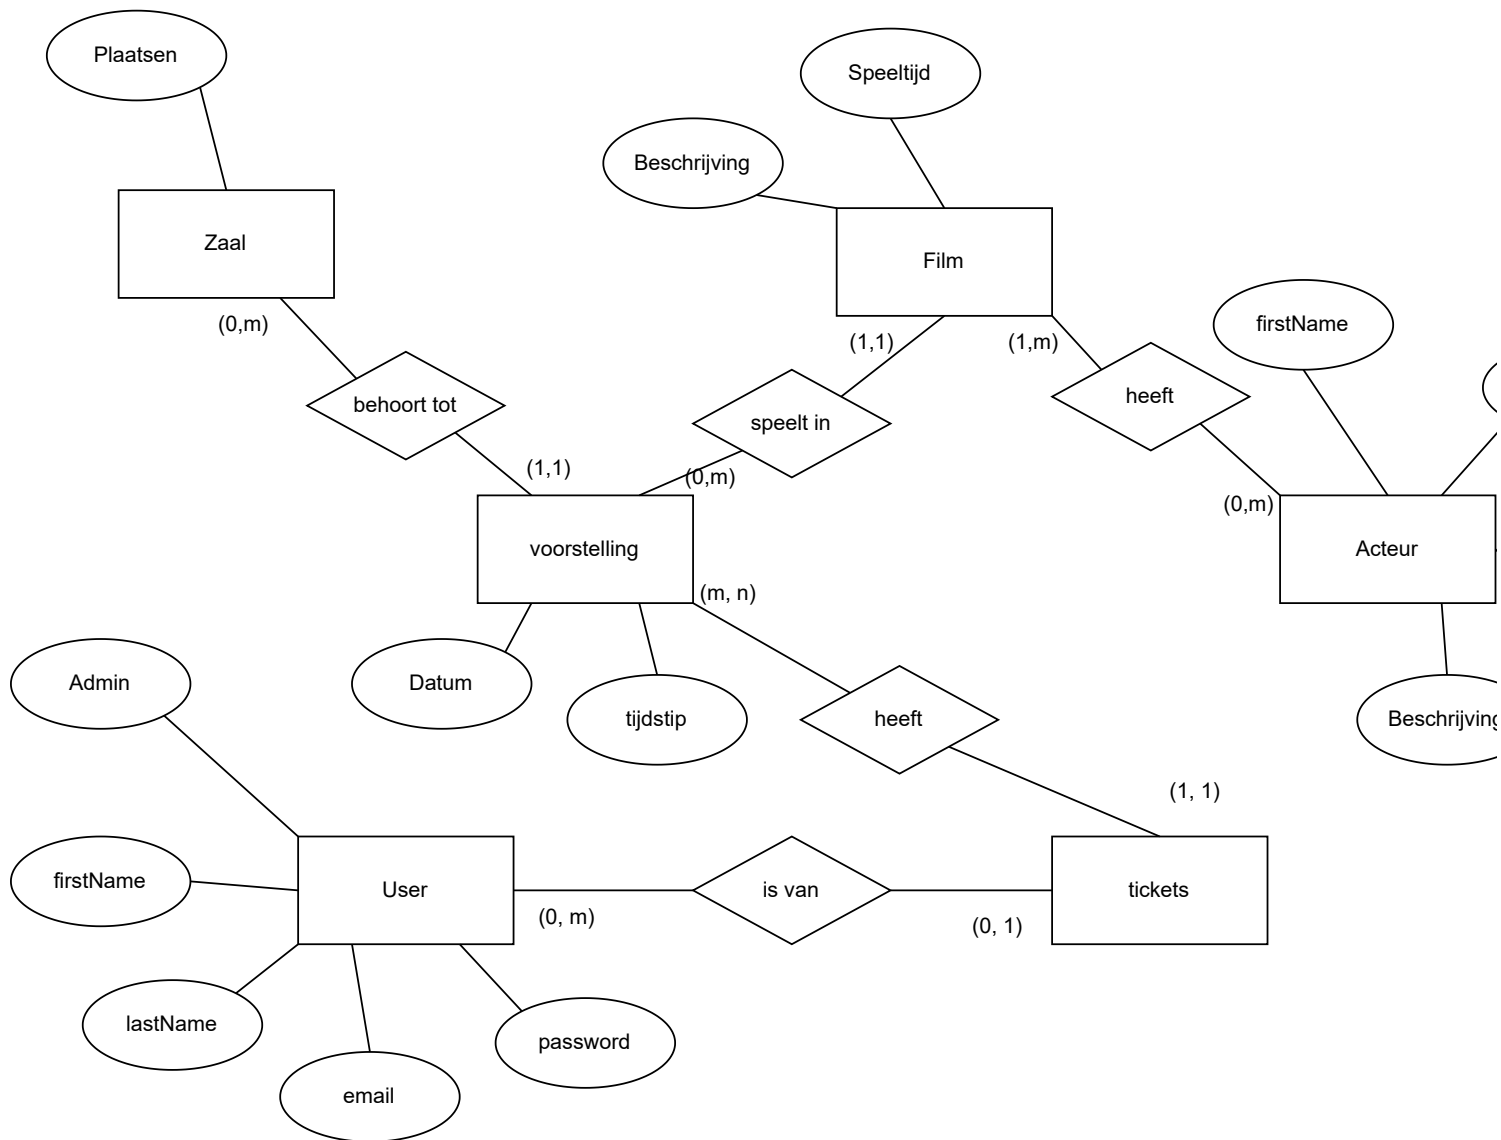 Plaatsen
Speeltijd
Beschrijving
Zaal
Film
(0,m)
(1,1)
(1,m)
firstName
behoort tot
speelt in
heeft
(1,1)
(0,m)
(0,m)
voorstelling
Acteur
(m, n)
Admin
Datum
tijdstip
heeft
Beschrijving
(1, 1)
firstName
User
is van
tickets
(0, m)
(0, 1)
lastName
password
email